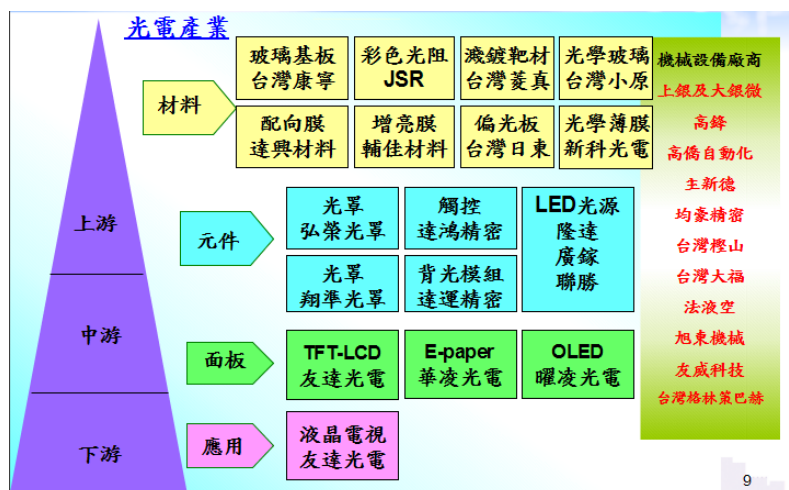 光電產業
玻璃基板
台灣康寧
彩色光阻
JSR
濺鍍靶材
台灣菱真
光學玻璃
台灣小原
材料
配向膜
達興材料
增亮膜
輔佳材料
偏光板
台灣日東
光學薄膜
新科光電
上游
元件
光罩
弘榮光罩
觸控
達鴻精密
LED光源
隆達
廣鎵
聯勝
光罩
翔準光罩
背光模組
達運精密
中游
面板
TFT-LCD
友達光電
E-paper
華凌光電
OLED
曜凌光電
下游
應用
液晶電視
友達光電
機械設備廠商
上銀及大銀微
高鋒
高僑自動化
主新德
均豪精密
台灣樫山
台灣大福
法液空
旭東機械
友威科技
台灣格林策巴赫
9